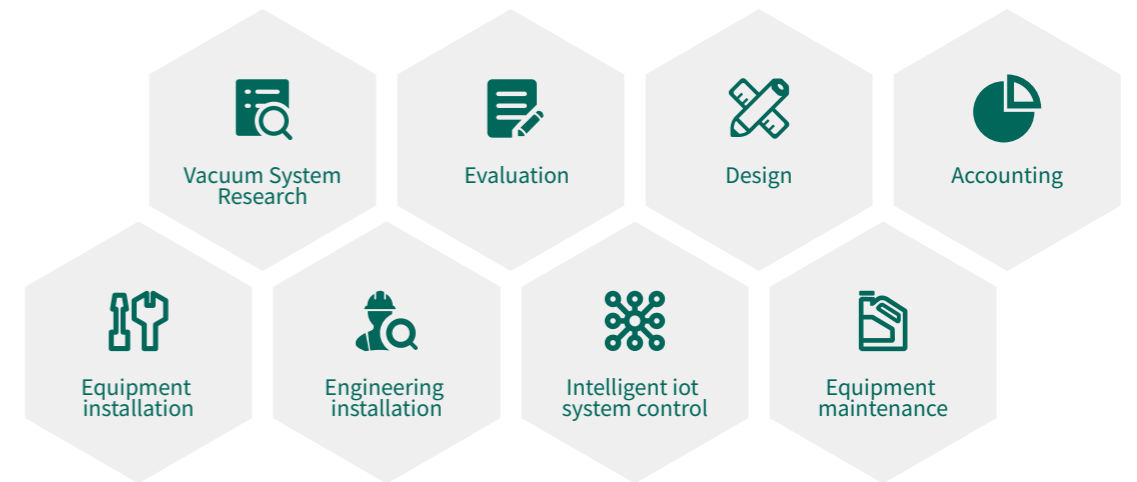 Vacuum System
Research
Evaluation
Design
Accounting
Equipment
installation
Engineering
installation
Intelligent iot
system control
Equipment
maintenance